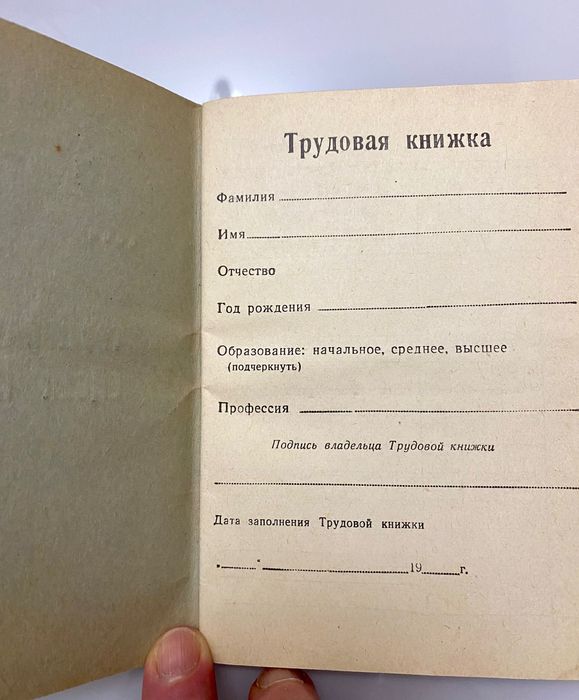 Трудовая книжка
Фамилия
Имя
Отчество
Год рождения
Образование: начальное, среднее, высшее
(подчеркнуть)
Профессия
Подпись владельца Трудовой книжки
Дата заполнения Трудовой книжки
„ “ 19 г.